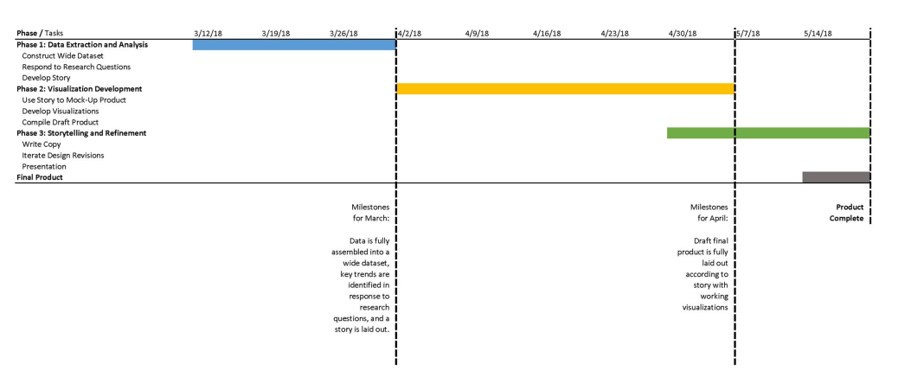 Phase / Tasks 3/12/18 3/19/18 3/26/18 4/2/18 4/9/18 4/16/18 4/23/18 4/30/18 5/7/18 5/14/18
Phase 1: Data Extraction and Analysis
Construct Wide Dataset
Respond to Research Questions
Develop Story
Phase 2: Visualization Development
Use Story to Mock-Up Product
Develop Visualizations
Compile Draft Product
Phase 3: Storytelling and Refinement
Write Copy
Iterate Design Revisions
Presentation
Final Product
Milestones
for March:
Data is fully
assembled into a
wide dataset,
key trends are
identified in
response to
research
questions, and a
story is laid out.
Milestones
for April:
Draft final
product is fully
laid out
according to
story with
working
visualizations
Product
Complete